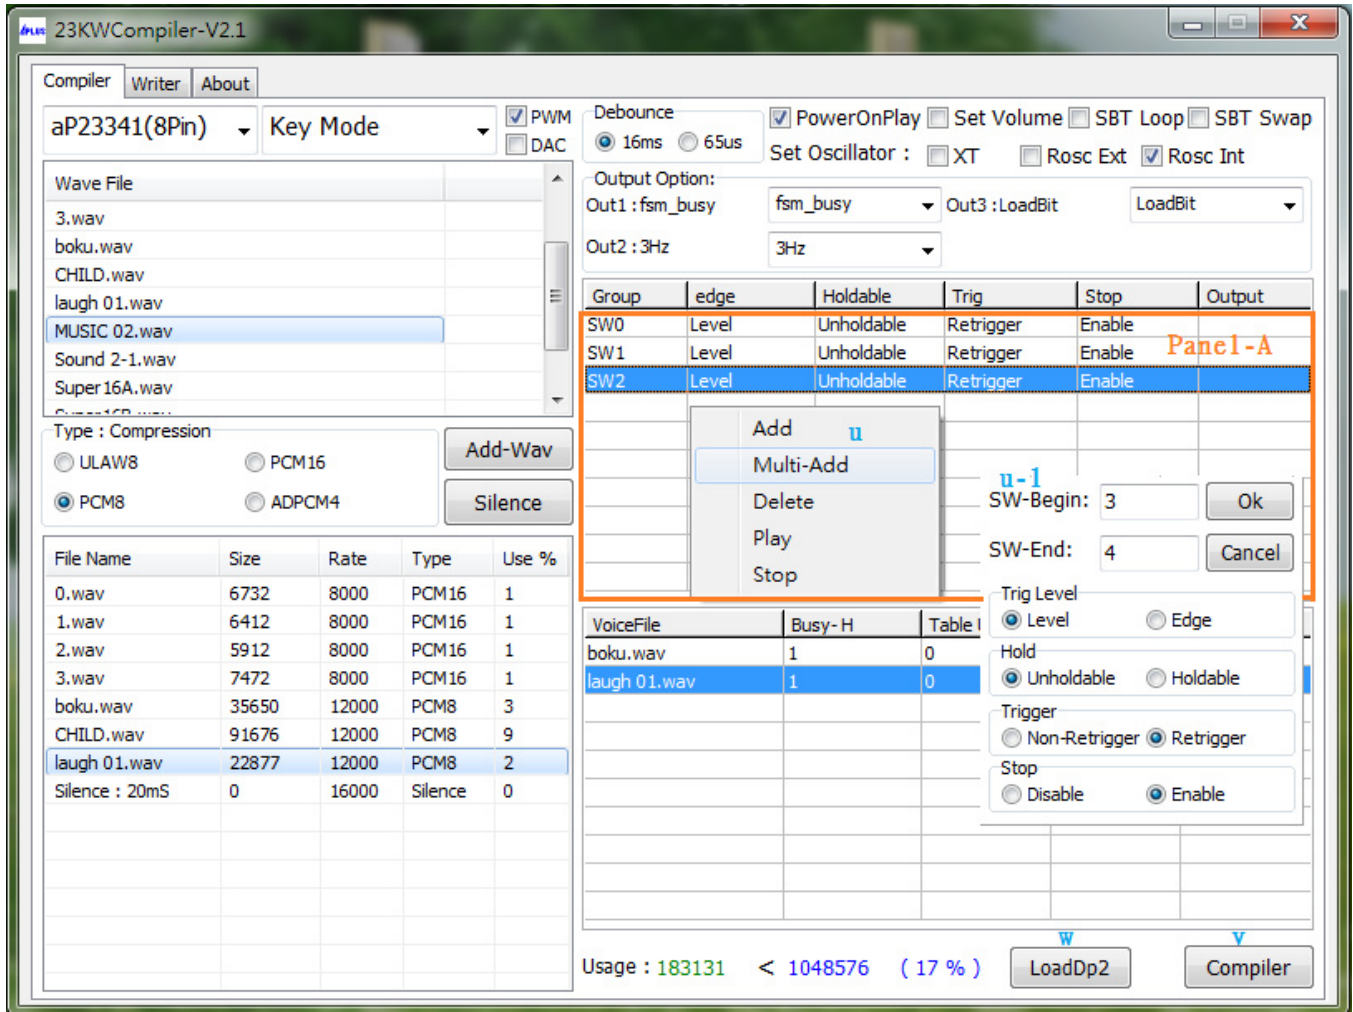 aPLUS 23KWCompiler-V2.1
Compiler Writer About
aP23341(8Pin) Key Mode PWM DAC
Debounce
16ms 65us
PowerOnPlay Set Volume SBT Loop SBT Swap
Set Oscillator : XT Rosc Ext Rosc Int
Output Option:
Out1 :fsm_busy fsm_busy Out3 :LoadBit LoadBit
Out2 :3Hz 3Hz
Wave File
3.wav
boku.wav
CHILD.wav
laugh 01.wav
MUSIC 02.wav
Sound 2-1.wav
Super16A.wav
Super16B.wav
Type : Compression
ULAW8 PCM16
PCM8 ADPCM4
Add-Wav
Silence
File Name Size Rate Type Use %
0.wav 6732 8000 PCM16 1
1.wav 6412 8000 PCM16 1
2.wav 5912 8000 PCM16 1
3.wav 7472 8000 PCM16 1
boku.wav 35650 12000 PCM8 3
CHILD.wav 91676 12000 PCM8 9
laugh 01.wav 22877 12000 PCM8 2
Silence : 20mS 0 16000 Silence 0
Group edge Holdable Trig Stop Output
SW0 Level Unholdable Retrigger Enable
SW1 Level Unholdable Retrigger Enable
SW2 Level Unholdable Retrigger Enable
Panel-A
Add
u
Multi-Add
Delete
Play
Stop
u-1
SW-Begin: 3 Ok
SW-End: 4 Cancel
Trig Level
Level Edge
Hold
Unholdable Holdable
Trigger
Non-Retrigger Retrigger
Stop
Disable Enable
VoiceFile Busy-H Table
boku.wav 1 0
laugh 01.wav 1 0
w v
Usage : 183131 < 1048576 ( 17 % ) LoadDp2 Compiler